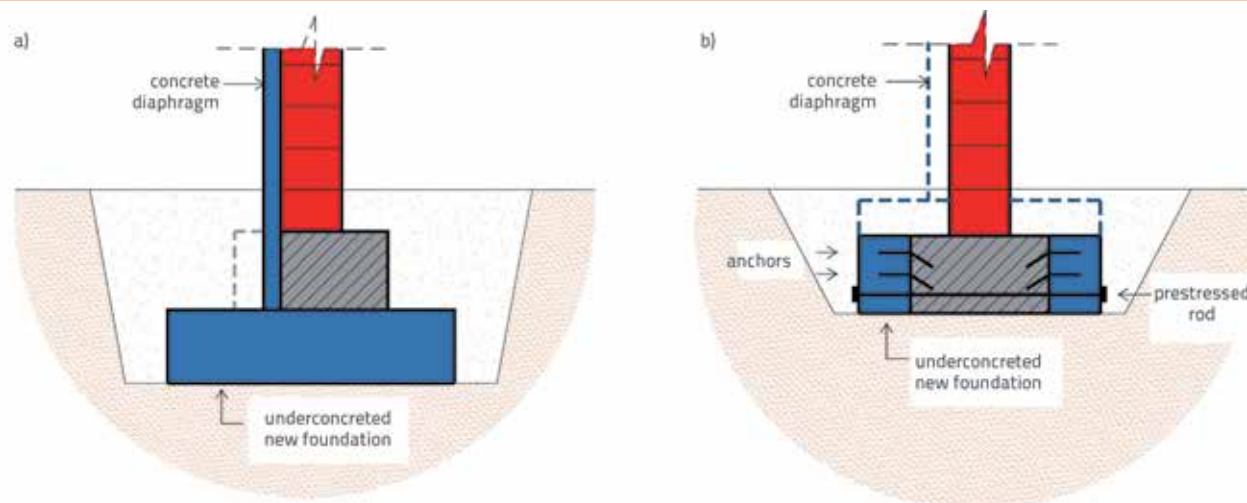 a)
concrete
diaphragm
underconcreted
new foundation
b)
concrete
diaphragm
anchors
prestressed
rod
underconcreted
new foundation